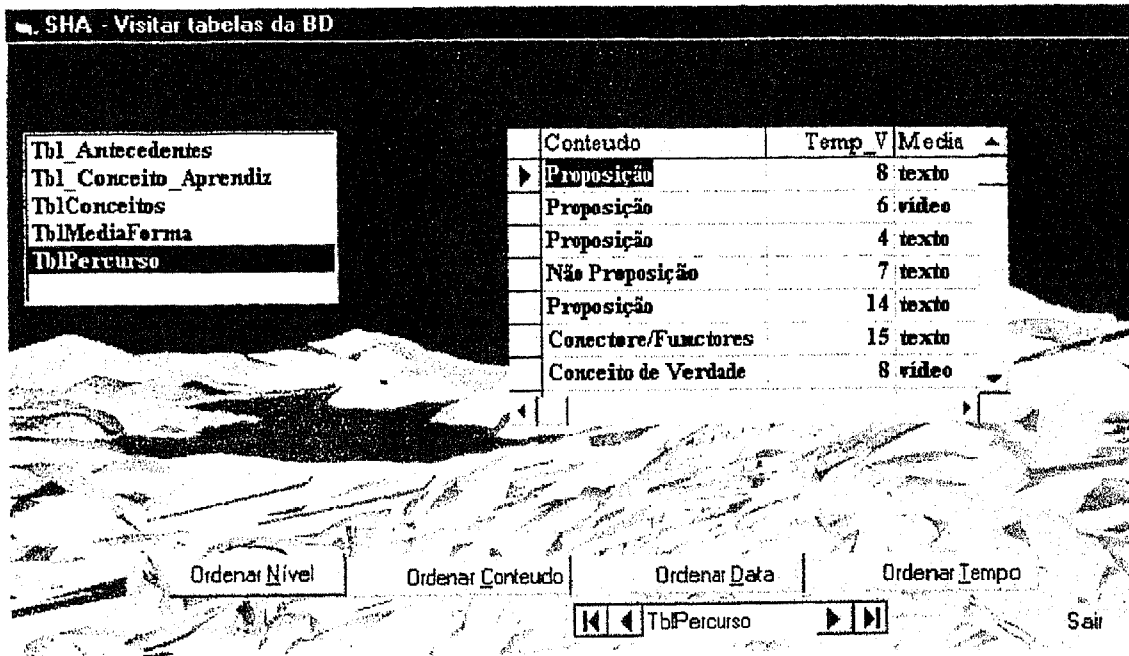 SHA - Visitar tabelas da BD
Tbl_Antecedentes
Tbl_Conceito_Aprendiz
TblConceitos
TblMediaForma
TblPercurso
Conteudo Temp_V Media
Proposição 8 texto
Proposição 6 vídeo
Proposição 4 texto
Não Proposição 7 texto
Proposição 14 texto
Conectore/Functores 15 texto
Conceito de Verdade 8 vídeo
Ordenar Nível Ordenar Conteudo Ordenar Data Ordenar Tempo
TblPercurso
Sair